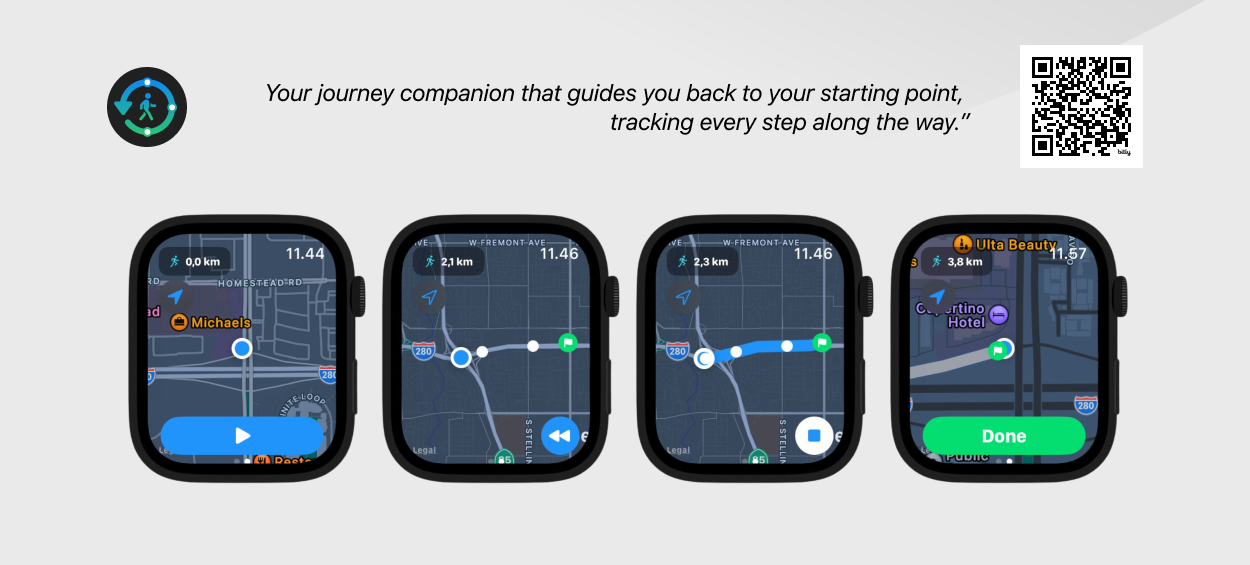 Your journey companion that guides you back to your starting point,
tracking every step along the way.”
bitly
0,0 km
11.44
RD
HOMESTEAD RD
Michaels
280
INITE LOOP
Resta
AVE
W FREMONT AVE
2,1 km
11.46
280
S STELLIN
Legal
85
AVE
W FREMONT AVE
2,3 km
11.46
280
S STELLIN
Legal
85
Ulta Beauty
3,8 km
11.57
Cupertino
Hotel
280
Done
Public